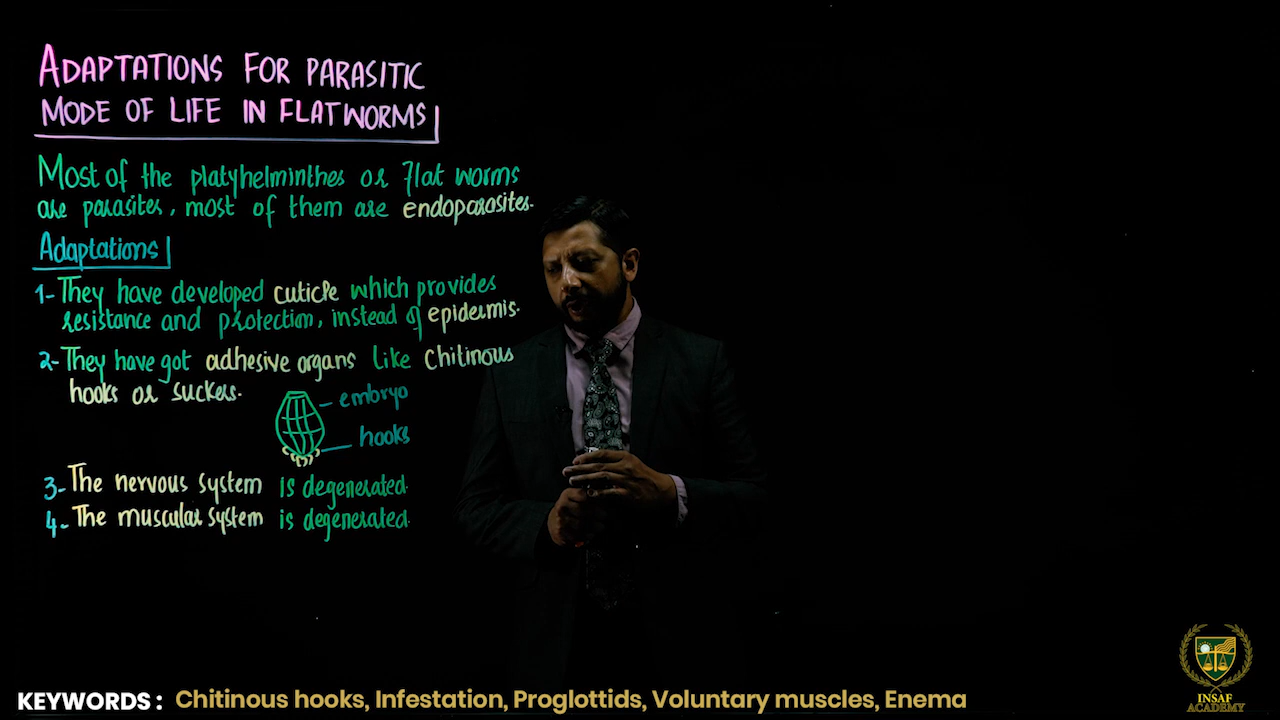 ADAPTATIONS FOR PARASITIC
MODE OF LIFE IN FLATWORMS
Most of the platyhelminthes or flat worms
are parasites, most of them are endoparasites.
Adaptations
1- They have developed cuticle which provides
resistance and protection, instead of epidermis.
2- They have got adhesive organs like chitinous
hooks or suckers.
embryo
hooks
3- The nervous system is degenerated.
4- The muscular system is degenerated.
KEYWORDS : Chitinous hooks, Infestation, Proglottids, Voluntary muscles, Enema
INSAF
ACADEMY